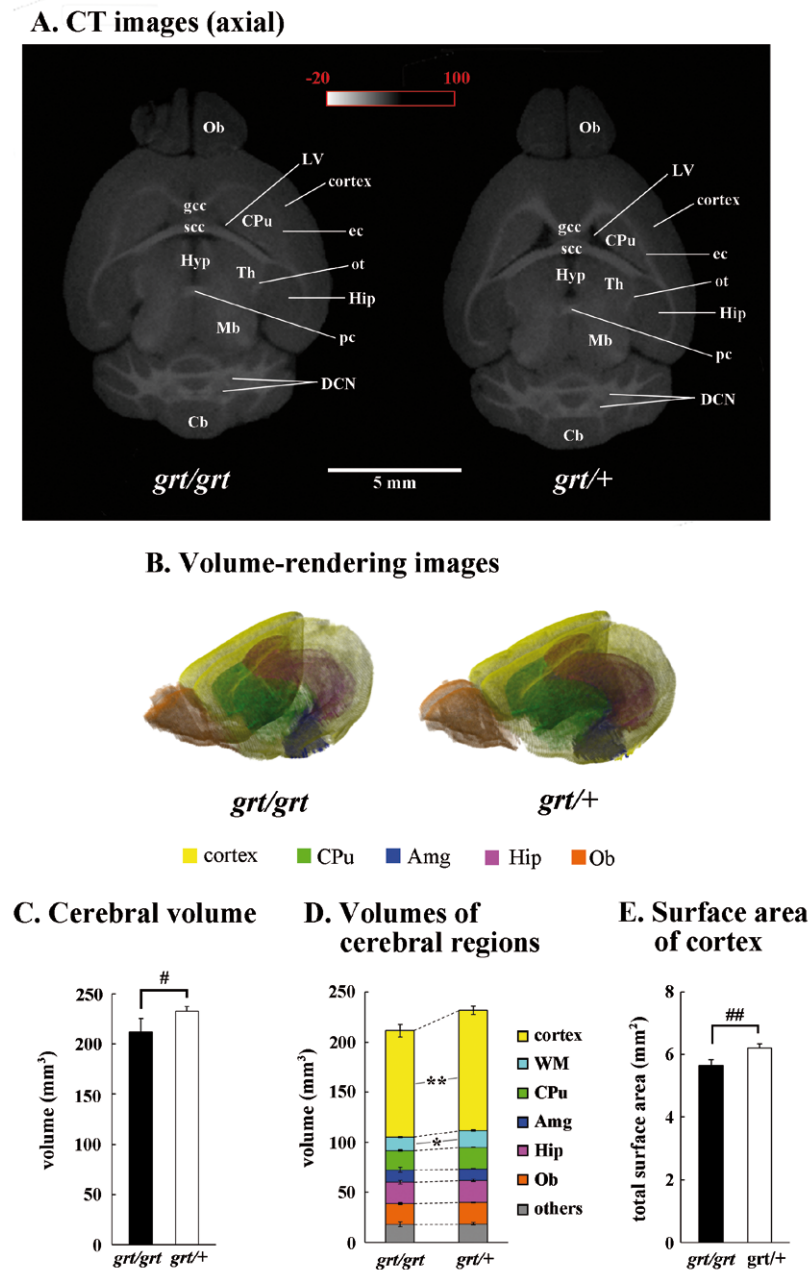 A. CT images (axial)
-20 100
Ob
LV
cortex
gcc
CPu
scc
ec
Hyp
Th
ot
Hip
Mb
pc
DCN
Cb
grt/grt
Ob
LV
cortex
gcc
CPu
scc
ec
Hyp
Th
ot
Hip
Mb
pc
DCN
Cb
grt/+
5 mm
B. Volume-rendering images
grt/grt
grt/+
cortex CPu Amg Hip Ob
C. Cerebral volume
#
250
200
150
100
50
0
volume (mm³)
grt/grt grt/+
D. Volumes of
cerebral regions
250
200
150
100
50
0
volume (mm³)
**
*
grt/grt grt/+
cortex
WM
CPu
Amg
Hip
Ob
others
E. Surface area
of cortex
##
8
6
4
2
0
total surface area (mm²)
grt/grt grt/+